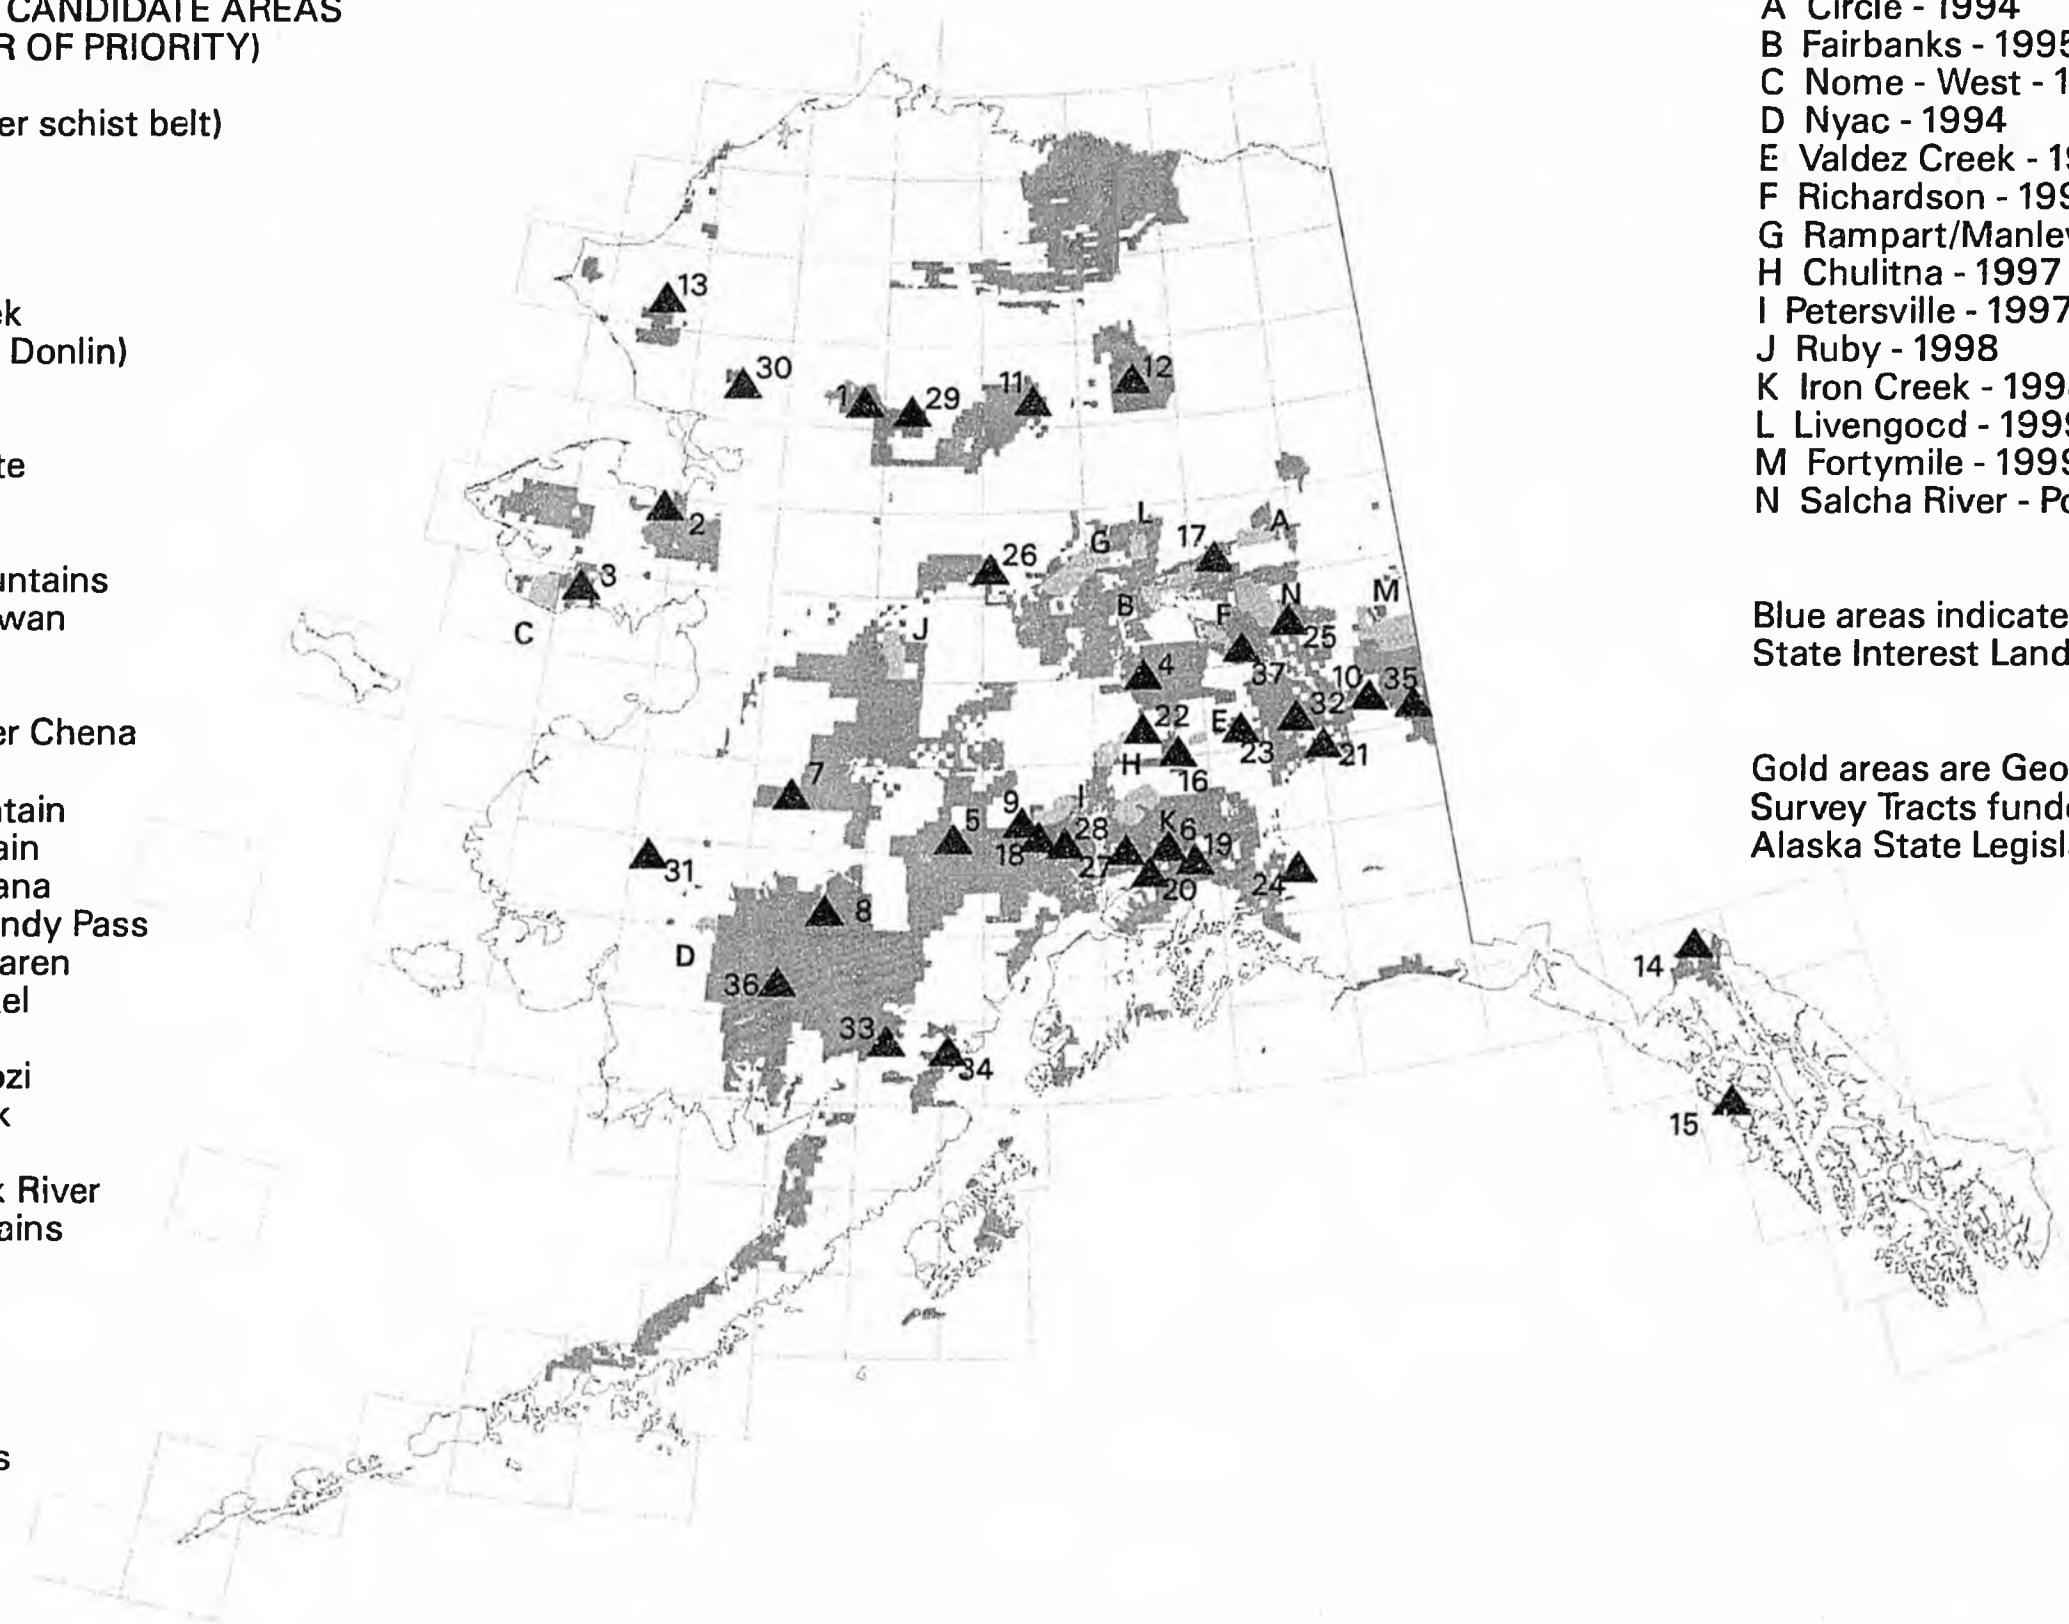 CANDIDATE AREAS
R OF PRIORITY)
er schist belt)
ek
Donlin)
te
untains
wan
er Chena
tain
ain
ana
ndy Pass
aren
el
ozi
k
k River
ains
s
13
30
1
29
11
12
2
3
C
26
G
L
17
A
B
F
N
25
M
J
4
37
10
35
32
22
E
23
21
H
16
7
5
9
I
18
28
27
K
6
19
20
24
31
8
D
36
33
34
14
15
A Circle - 1994
B Fairbanks - 1995
C Nome - West - 1
D Nyac - 1994
E Valdez Creek - 19
F Richardson - 199
G Rampart/Manley
H Chulitna - 1997
I Petersville - 1997
J Ruby - 1998
K Iron Creek - 199
L Livengocd - 1999
M Fortymile - 1999
N Salcha River - Po
Blue areas indicate
State Interest Land
Gold areas are Geo
Survey Tracts funde
Alaska State Legisl